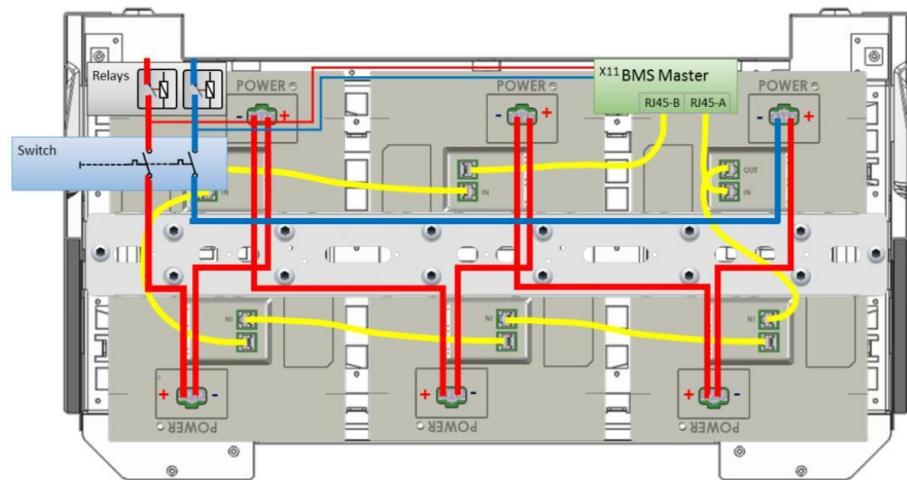 Relays
POWER
- +
POWER
- +
X11 BMS Master
RJ45-B RJ45-A
POWER
- +
Switch
IN
IN
OUT
IN
IN
IN
IN
+ -
POWER
+ -
POWER
+ -
POWER